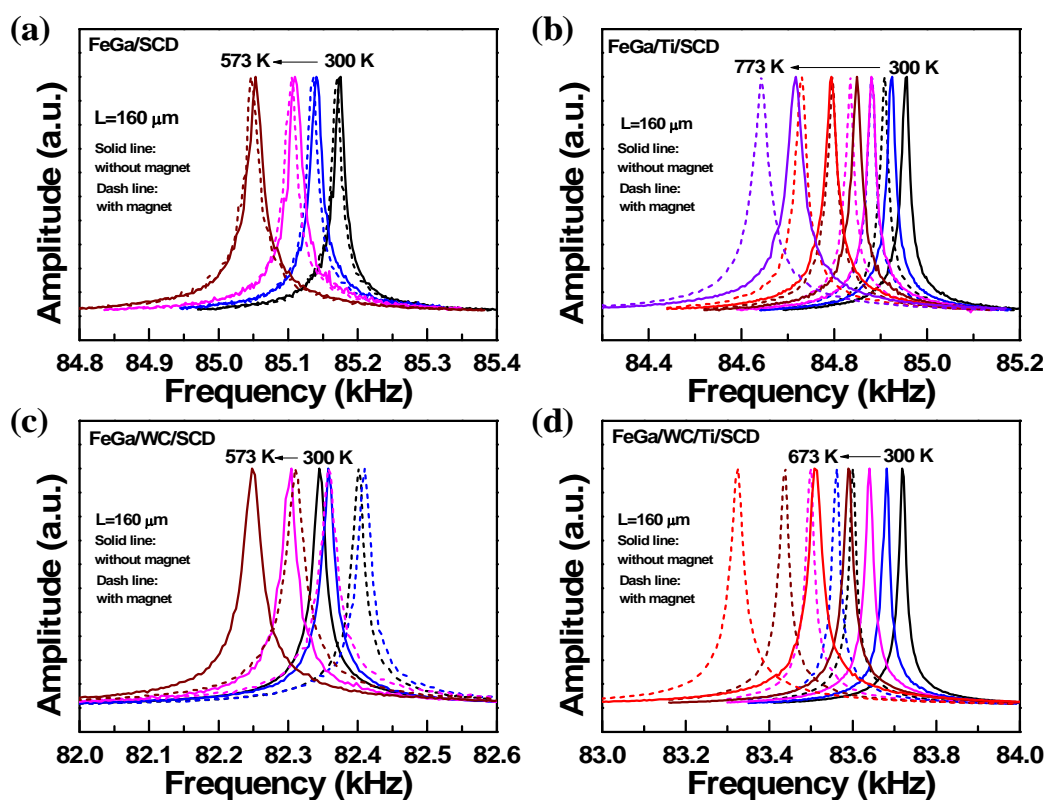 (a)
FeGa/SCD
573 K
300 K
L=160 μm
Solid line:
without magnet
Dash line:
with magnet
Amplitude (a.u.)
84.8 84.9 85.0 85.1 85.2 85.3 85.4
Frequency (kHz)
(b)
FeGa/Ti/SCD
773 K
300 K
L=160 μm
Solid line:
without magnet
Dash line:
with magnet
Amplitude (a.u.)
84.4 84.6 84.8 85.0 85.2
Frequency (kHz)
(c)
FeGa/WC/SCD
573 K
300 K
L=160 μm
Solid line:
without magnet
Dash line:
with magnet
Amplitude (a.u.)
82.0 82.1 82.2 82.3 82.4 82.5 82.6
Frequency (kHz)
(d)
FeGa/WC/Ti/SCD
673 K
300 K
L=160 μm
Solid line:
without magnet
Dash line:
with magnet
Amplitude (a.u.)
83.0 83.2 83.4 83.6 83.8 84.0
Frequency (kHz)